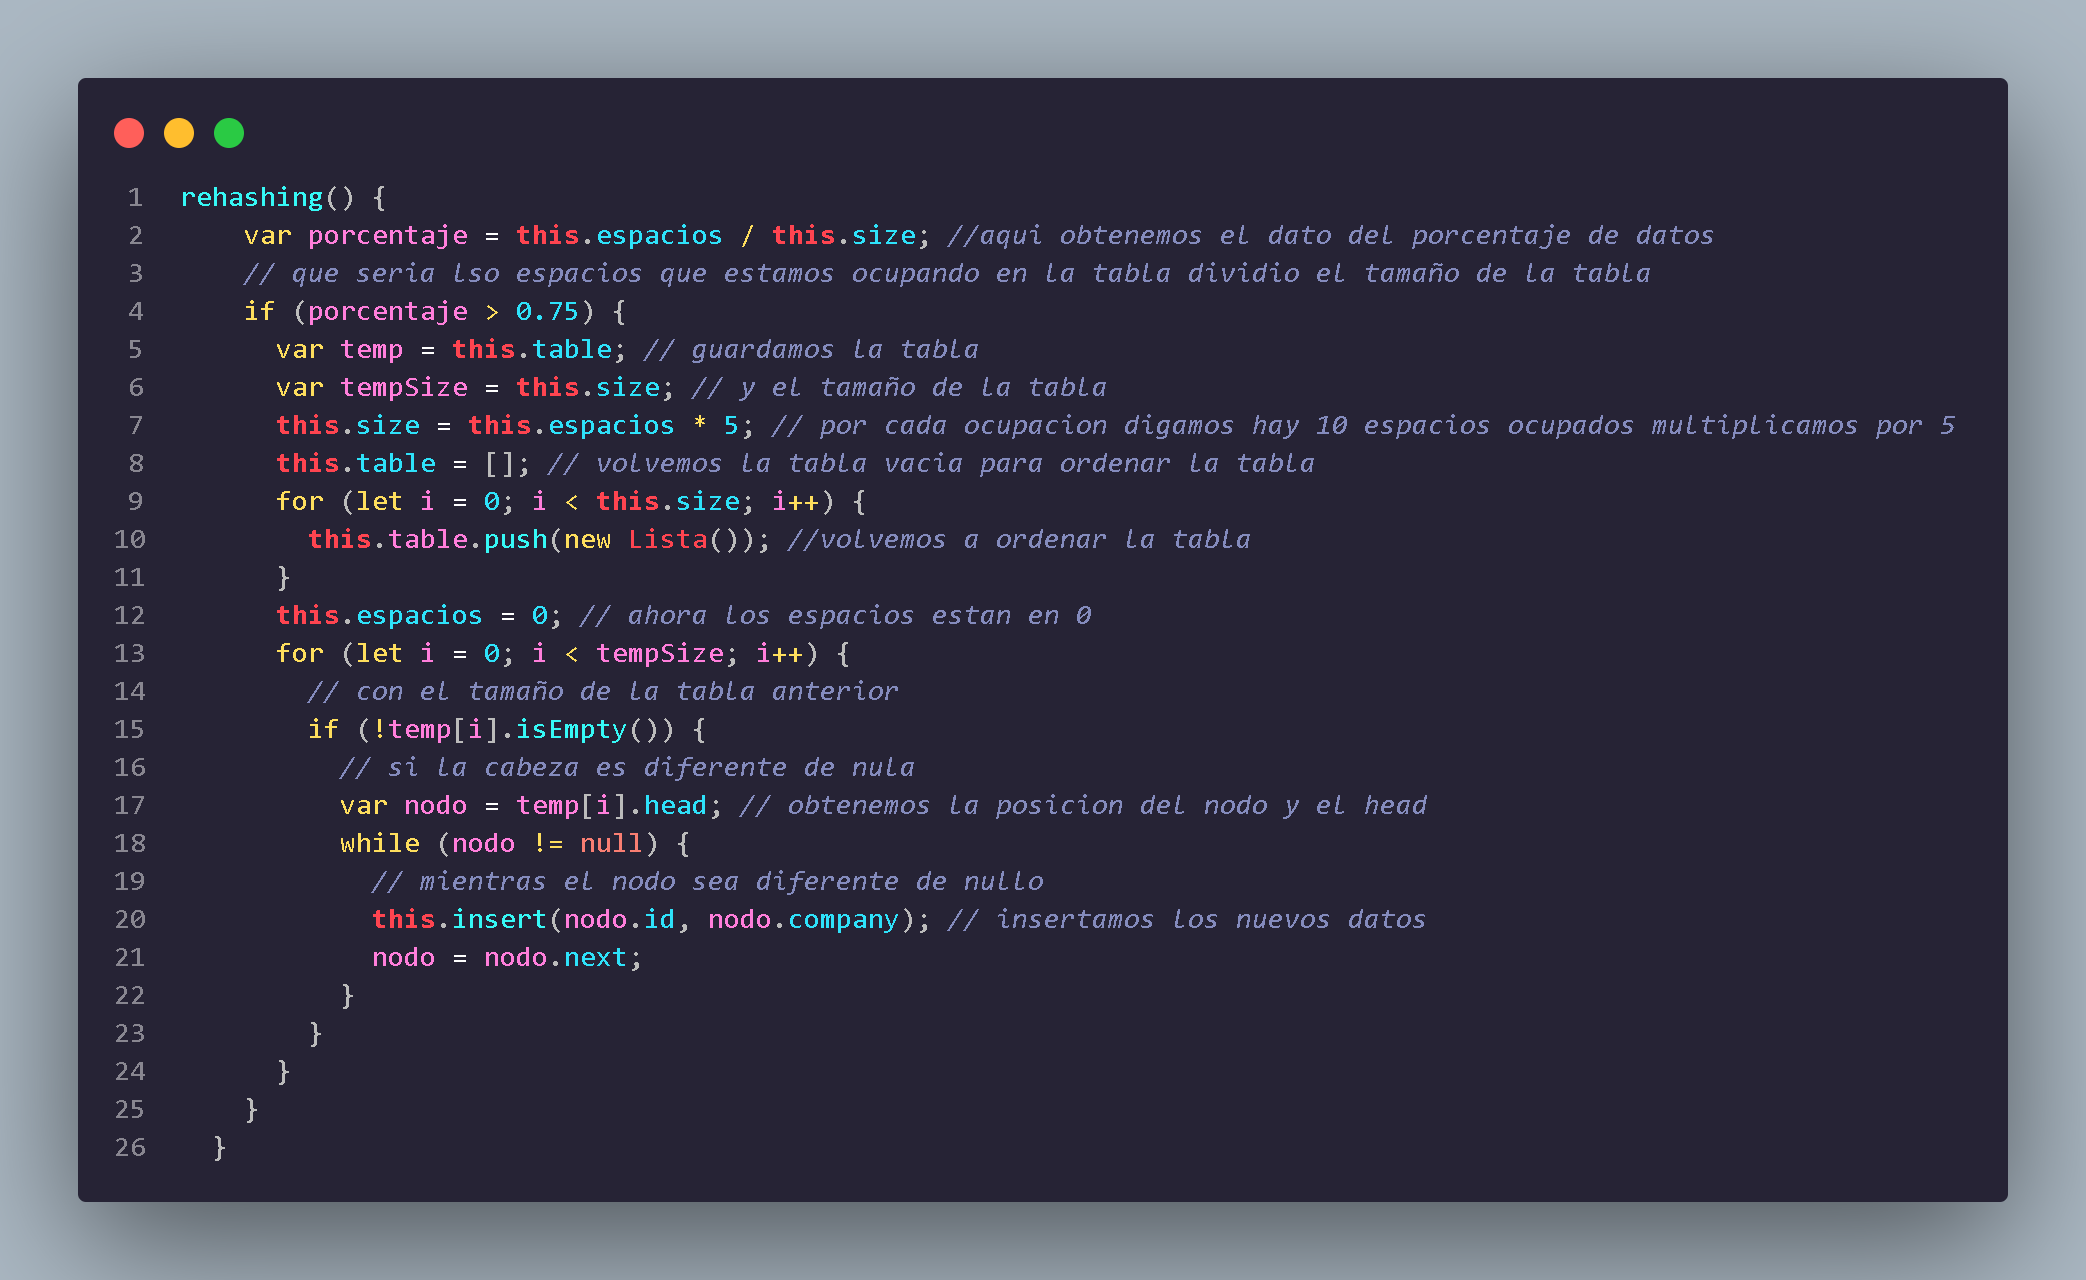 1 rehashing() {
2 var porcentaje = this.espacios / this.size; //aqui obtenemos el dato del porcentaje de datos
3 // que seria lso espacios que estamos ocupando en la tabla dividio el tamaño de la tabla
4 if (porcentaje > 0.75) {
5 var temp = this.table; // guardamos la tabla
6 var tempSize = this.size; // y el tamaño de la tabla
7 this.size = this.espacios * 5; // por cada ocupacion digamos hay 10 espacios ocupados multiplicamos por 5
8 this.table = []; // volvemos la tabla vacia para ordenar la tabla
9 for (let i = 0; i < this.size; i++) {
10 this.table.push(new Lista()); //volvemos a ordenar la tabla
11 }
12 this.espacios = 0; // ahora los espacios estan en 0
13 for (let i = 0; i < tempSize; i++) {
14 // con el tamaño de la tabla anterior
15 if (!temp[i].isEmpty()) {
16 // si la cabeza es diferente de nula
17 var nodo = temp[i].head; // obtenemos la posicion del nodo y el head
18 while (nodo != null) {
19 // mientras el nodo sea diferente de nullo
20 this.insert(nodo.id, nodo.company); // insertamos los nuevos datos
21 nodo = nodo.next;
22 }
23 }
24 }
25 }
26 }